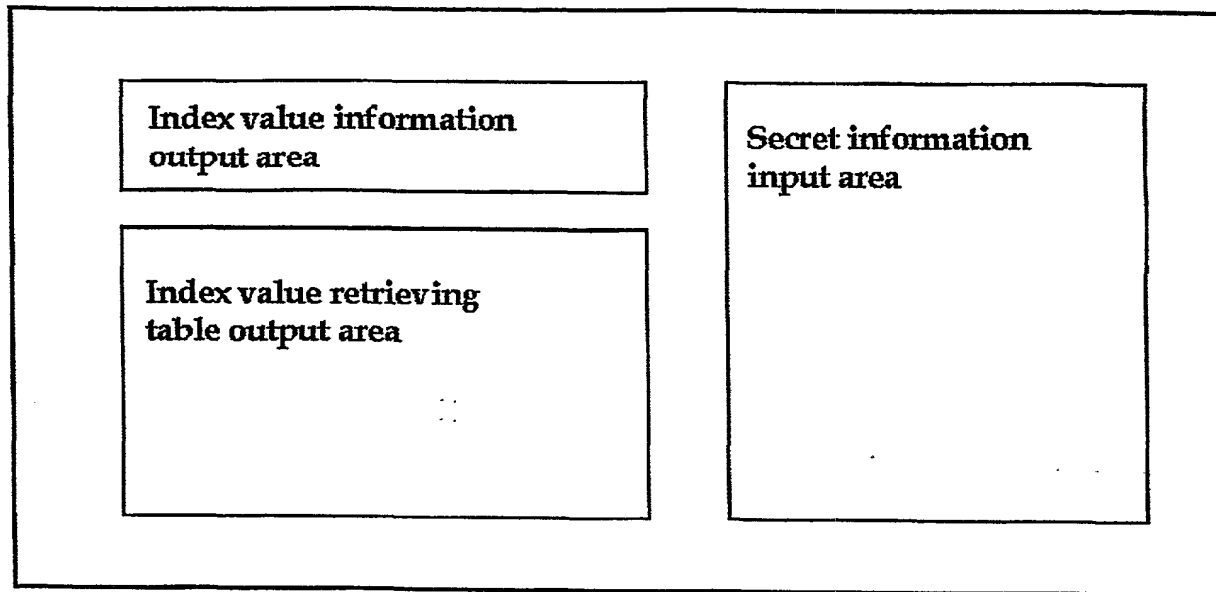 Index value information
output area
Index value retrieving
table output area
Secret information
input area